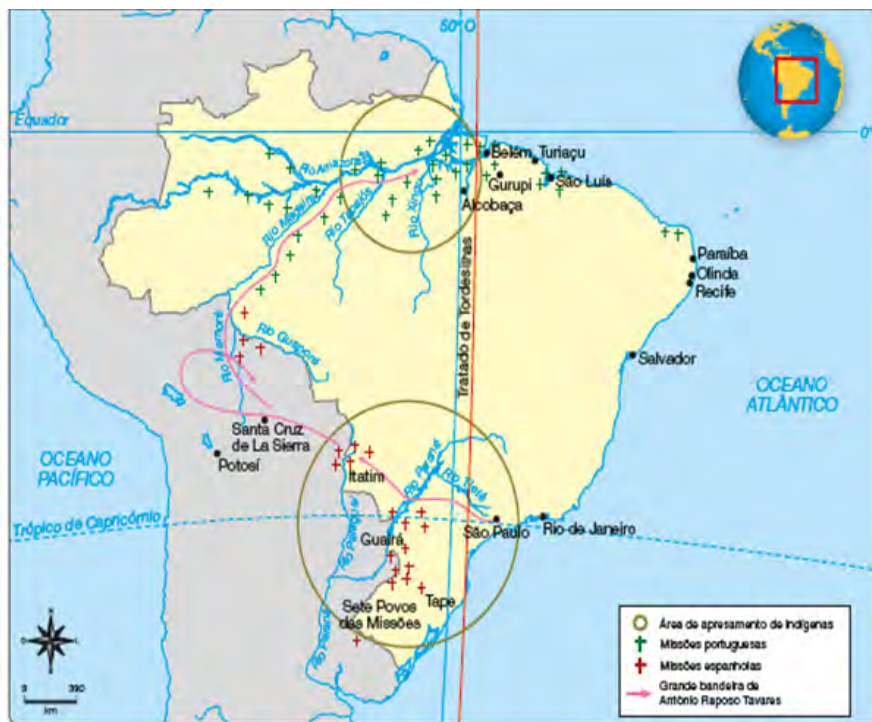 50° O
Equador
0°
Rio Amazonas
Belém
Turiaçu
Gurupi
São Luís
Alcobaça
Rio Madeira
Rio Tapajós
Rio Xingu
Paraíba
Olinda
Recife
Tratado de Tordesilhas
Rio Mamoré
Rio Guaporé
Salvador
OCEANO
ATLÂNTICO
Santa Cruz
de La Sierra
Potosí
OCEANO
PACÍFICO
Itatim
Rio Paraná
Rio Tietê
Trópico de Capricórnio
São Paulo
Rio de Janeiro
Rio Paraguai
Guairá
Sete Povos
das Missões
Tape
Área de apresamento de indígenas
Missões portuguesas
Missões espanholas
Grande bandeira de
Antônio Raposo Tavares
N
O
L
S
0
390
km